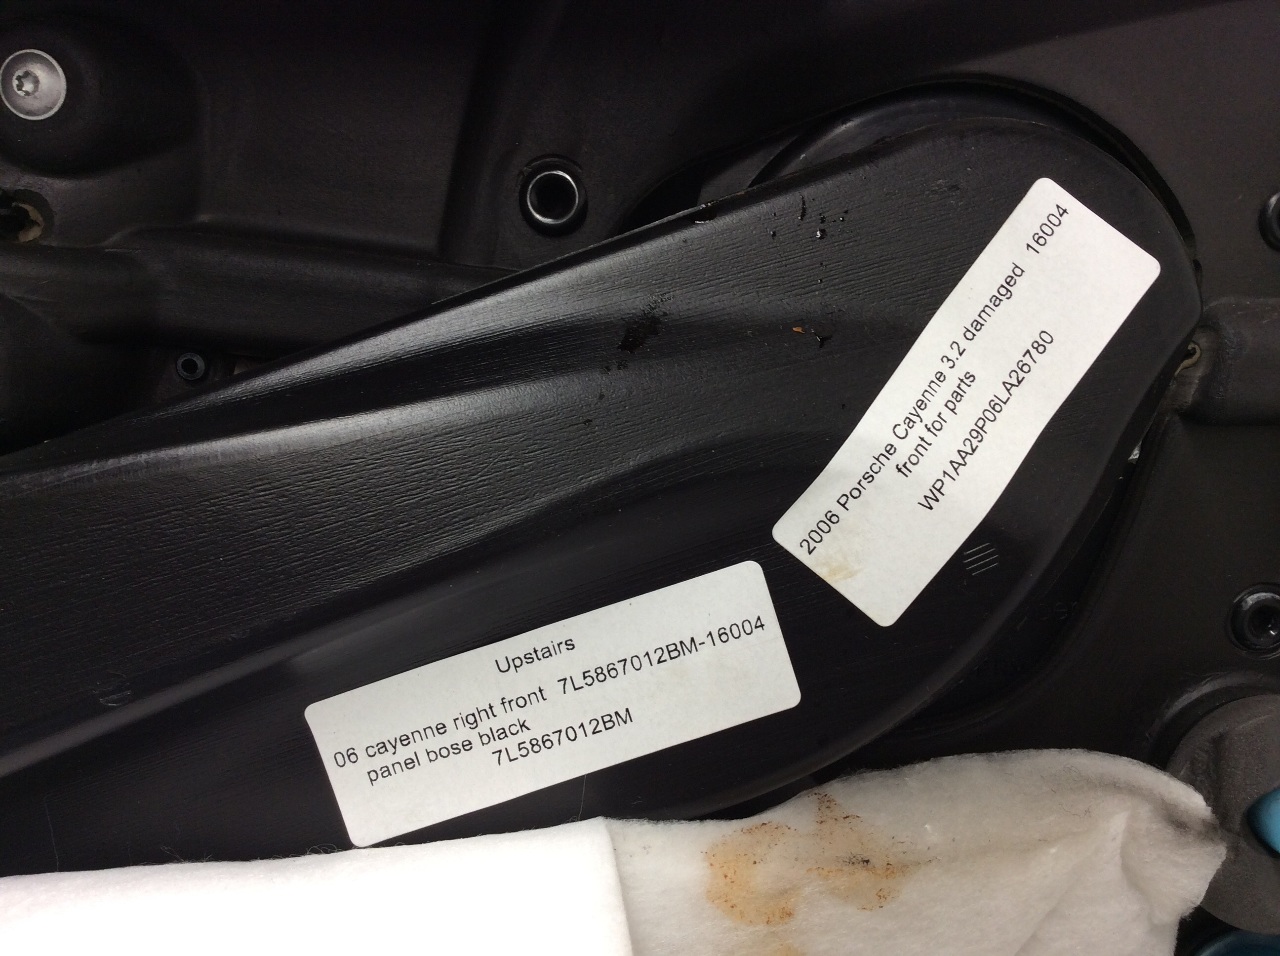 2006 Porsche Cayenne 3.2 damaged 16004
front for parts
WP1AA29P06LA26780
Upstairs
06 cayenne right front 7L5867012BM-16004
panel bose black
7L5867012BM